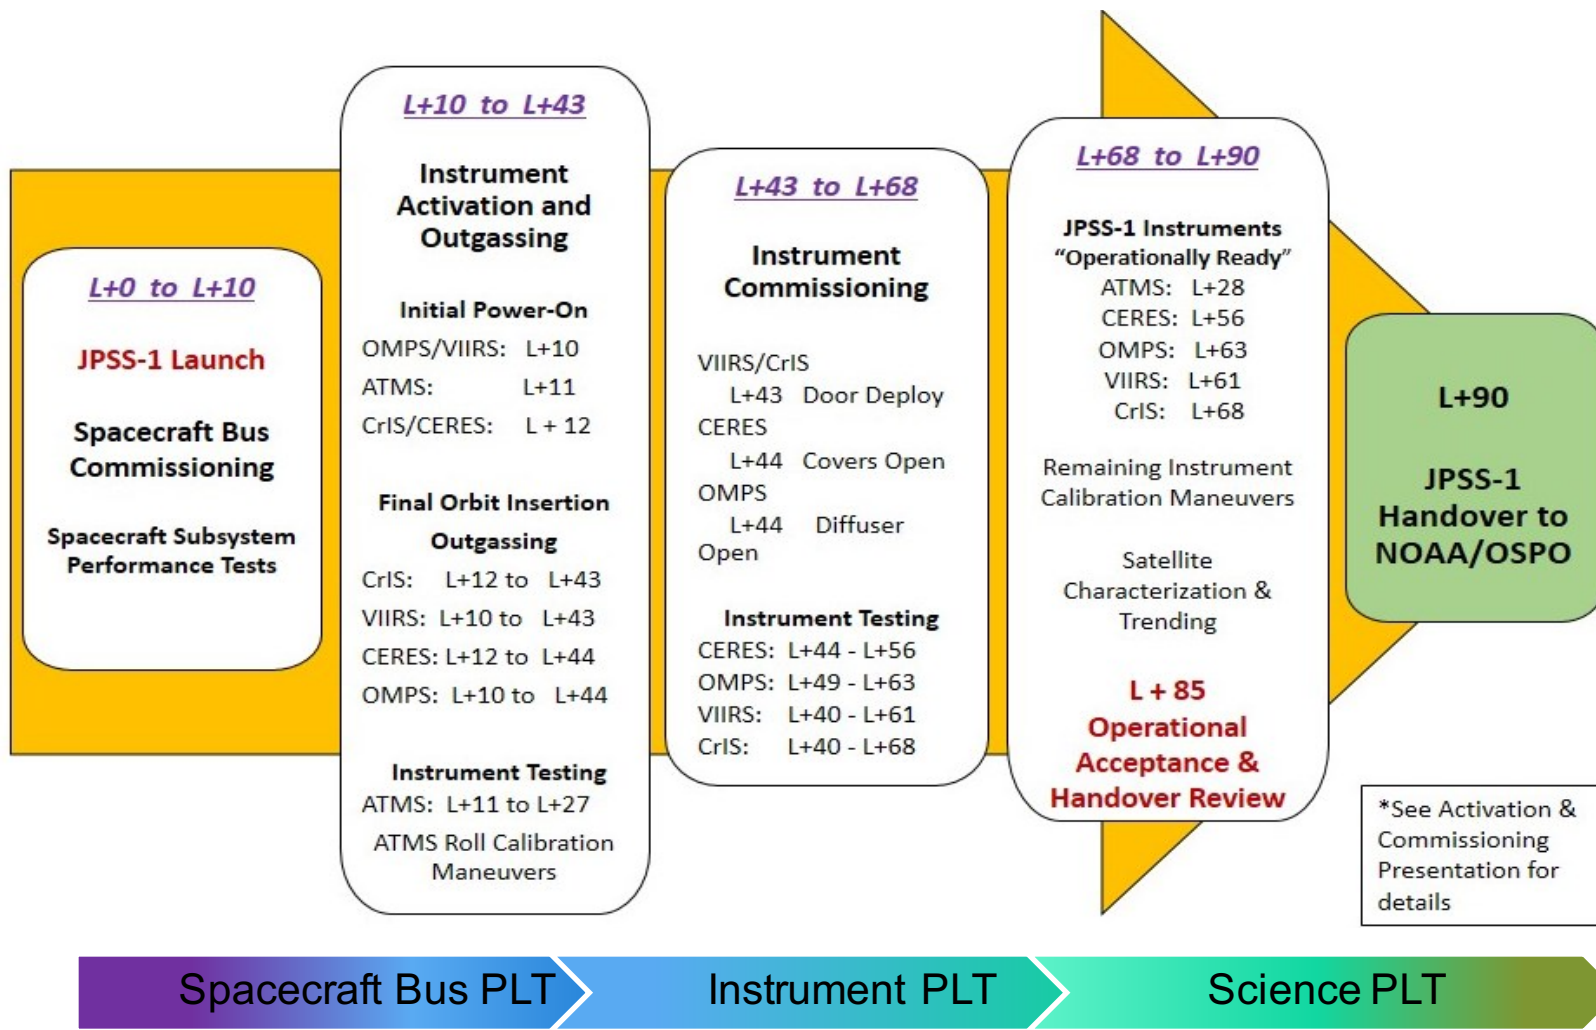 L+0 to L+10
JPSS-1 Launch
Spacecraft Bus
Commissioning
Spacecraft Subsystem
Performance Tests
L+10 to L+43
Instrument
Activation and
Outgassing
Initial Power-On
OMPS/VIIRS: L+10
ATMS: L+11
CrIS/CERES: L + 12
Final Orbit Insertion
Outgassing
CrIS: L+12 to L+43
VIIRS: L+10 to L+43
CERES: L+12 to L+44
OMPS: L+10 to L+44
Instrument Testing
ATMS: L+11 to L+27
ATMS Roll Calibration
Maneuvers
L+43 to L+68
Instrument
Commissioning
VIIRS/CrIS
L+43 Door Deploy
CERES
L+44 Covers Open
OMPS
L+44 Diffuser
Open
Instrument Testing
CERES: L+44 - L+56
OMPS: L+49 - L+63
VIIRS: L+40 - L+61
CrIS: L+40 - L+68
L+68 to L+90
JPSS-1 Instruments
“Operationally Ready”
ATMS: L+28
CERES: L+56
OMPS: L+63
VIIRS: L+61
CrIS: L+68
Remaining Instrument
Calibration Maneuvers
Satellite
Characterization &
Trending
L + 85
Operational
Acceptance &
Handover Review
L+90
JPSS-1
Handover to
NOAA/OSPO
*See Activation &
Commissioning
Presentation for
details
Spacecraft Bus PLT
Instrument PLT
Science PLT